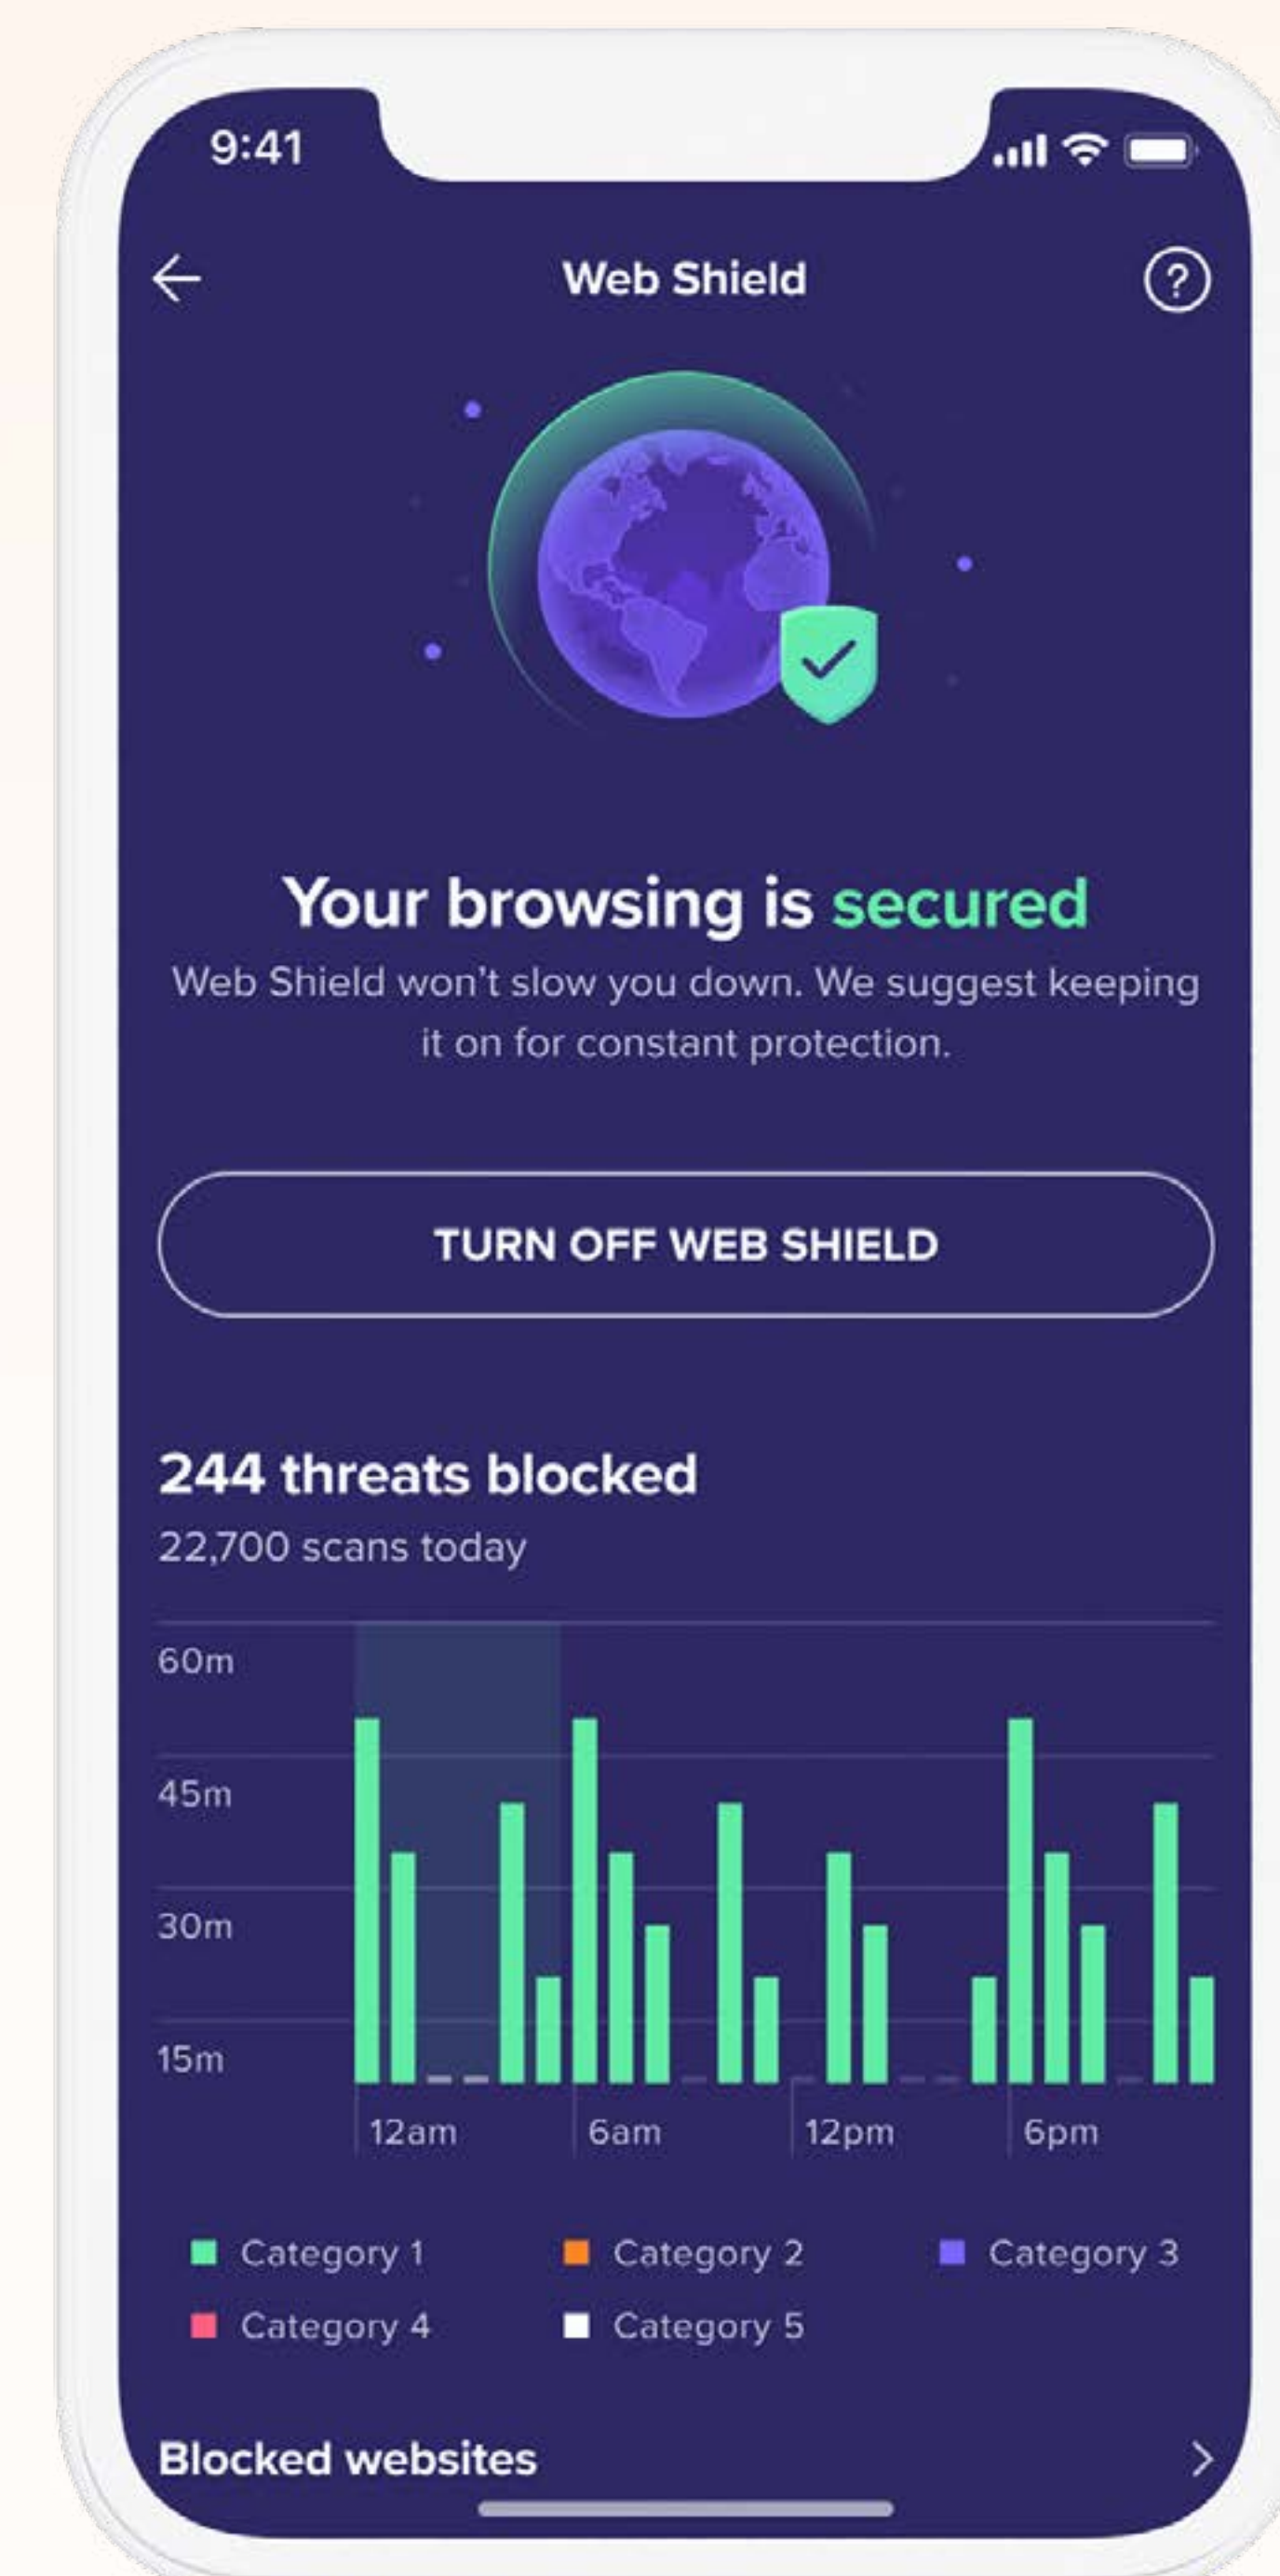 9:41
Web Shield
?
Your browsing is secured
Web Shield won't slow you down. We suggest keeping
it on for constant protection.
TURN OFF WEB SHIELD
244 threats blocked
22,700 scans today
60m
45m
30m
15m
12am 6am 12pm 6pm
Category 1 Category 2 Category 3
Category 4 Category 5
Blocked websites